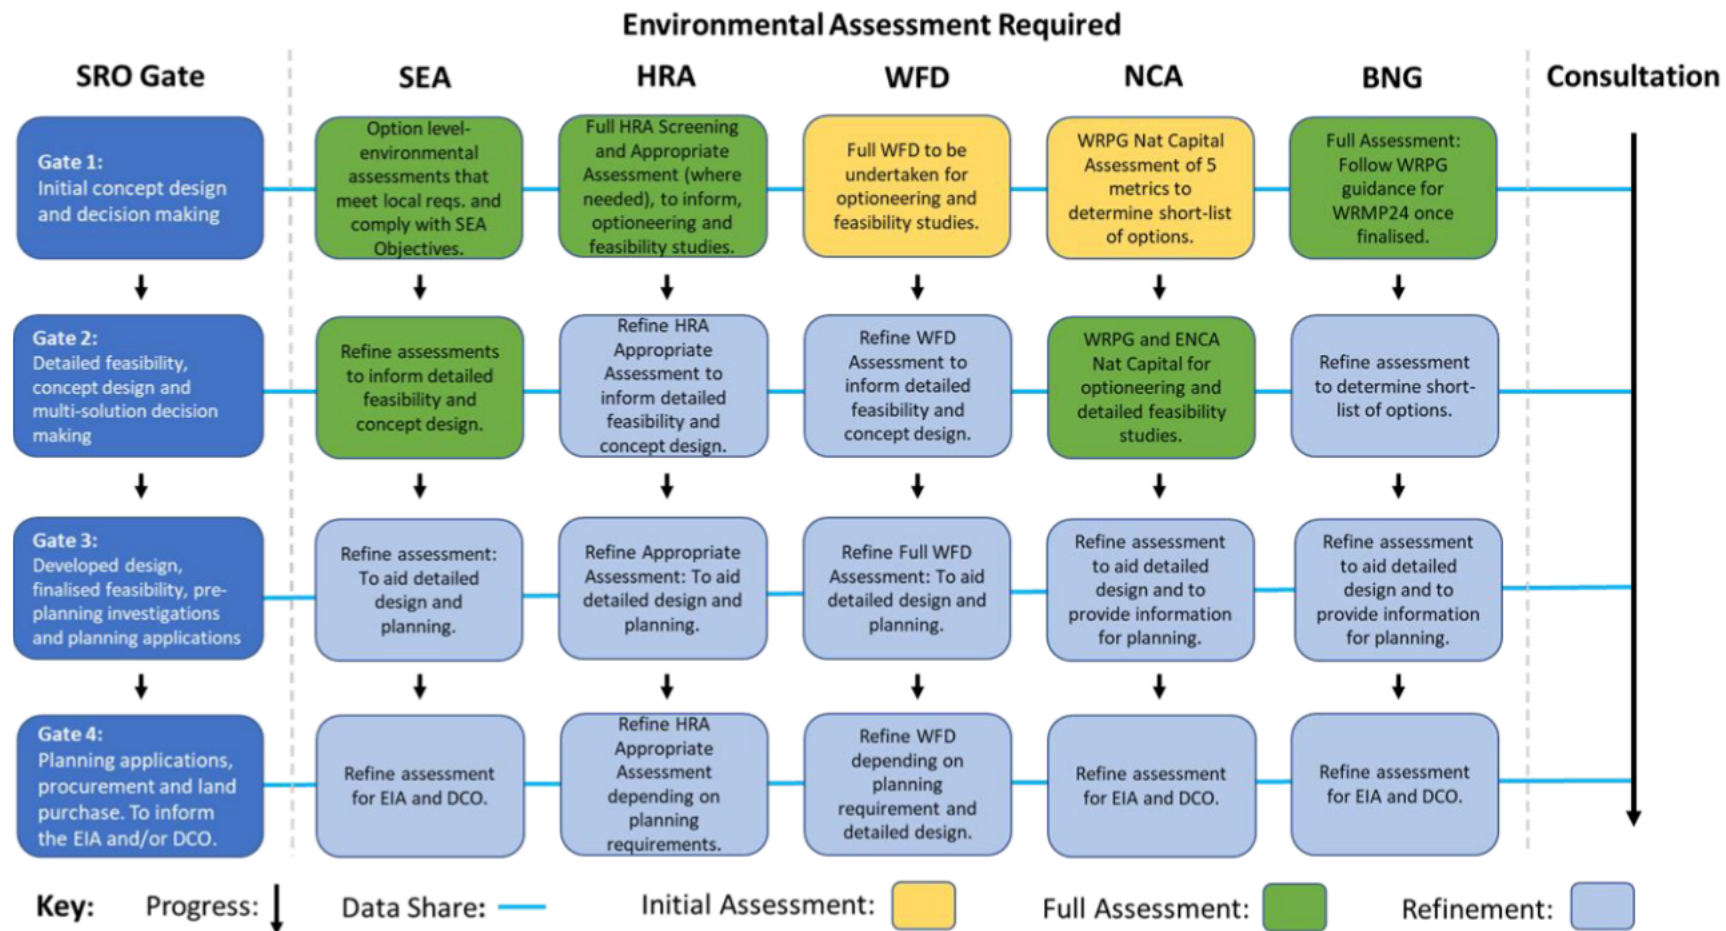 Environmental Assessment Required
SRO Gate
SEA
HRA
WFD
NCA
BNG
Consultation
Gate 1:
Initial concept design
and decision making
Option level-
environmental
assessments that
meet local reqs. and
comply with SEA
Objectives.
Full HRA Screening
and Appropriate
Assessment (where
needed), to inform,
optioneering and
feasibility studies.
Full WFD to be
undertaken for
optioneering and
feasibility studies.
WRPG Nat Capital
Assessment of 5
metrics to
determine short-list
of options.
Full Assessment:
Follow WRPG
guidance for
WRMP24 once
finalised.
Gate 2:
Detailed feasibility,
concept design and
multi-solution decision
making
Refine assessments
to inform detailed
feasibility and
concept design.
Refine HRA
Appropriate
Assessment to
inform detailed
feasibility and
concept design.
Refine WFD
Assessment to
inform detailed
feasibility and
concept design.
WRPG and ENCA
Nat Capital for
optioneering and
detailed feasibility
studies.
Refine assessment
to determine short-
list of options.
Gate 3:
Developed design,
finalised feasibility, pre-
planning investigations
and planning applications
Refine assessment:
To aid detailed
design and
planning.
Refine Appropriate
Assessment: To aid
detailed design and
planning.
Refine Full WFD
Assessment: To aid
detailed design and
planning.
Refine assessment
to aid detailed
design and to
provide information
for planning.
Refine assessment
to aid detailed
design and to
provide information
for planning.
Gate 4:
Planning applications,
procurement and land
purchase. To inform
the EIA and/or DCO.
Refine assessment
for EIA and DCO.
Refine HRA
Appropriate
Assessment
depending on
planning
requirements.
Refine WFD
depending on
planning
requirement and
detailed design.
Refine assessment
for EIA and DCO.
Refine assessment
for EIA and DCO.
Key:
Progress:
Data Share:
Initial Assessment:
Full Assessment:
Refinement: